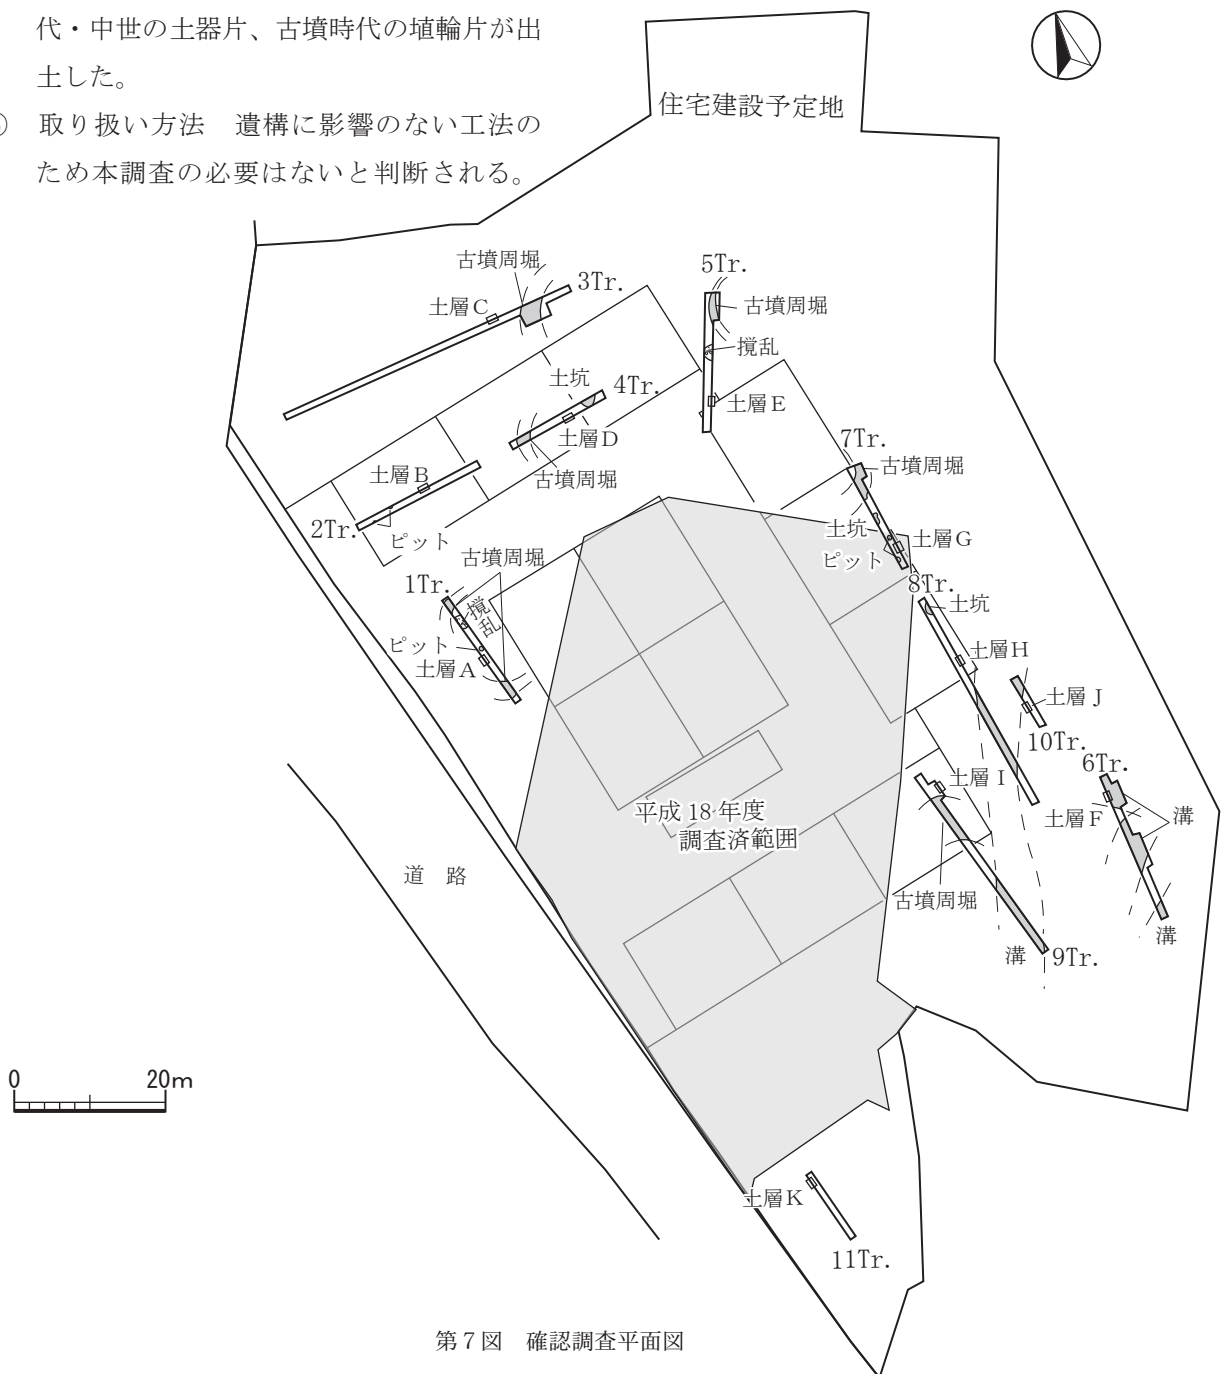 代・中世の土器片、古墳時代の埴輪片が出
土した。
取り扱い方法　遺構に影響のない工法の
ため本調査の必要はないと判断される。
住宅建設予定地
古墳周堀
3Tr.
土層C
5Tr.
古墳周堀
撹乱
土層E
土坑
4Tr.
土層D
古墳周堀
土層B
2Tr.
ピット
7Tr.
古墳周堀
土坑
土層G
ピット
古墳周堀
1Tr.
撹乱
ピット
土層A
8Tr.
土坑
土層H
土層J
10Tr.
6Tr.
土層F
溝
溝
土層I
古墳周堀
溝
9Tr.
平成18年度
調査済範囲
道　路
0
20m
土層K
11Tr.
第７図　確認調査平面図